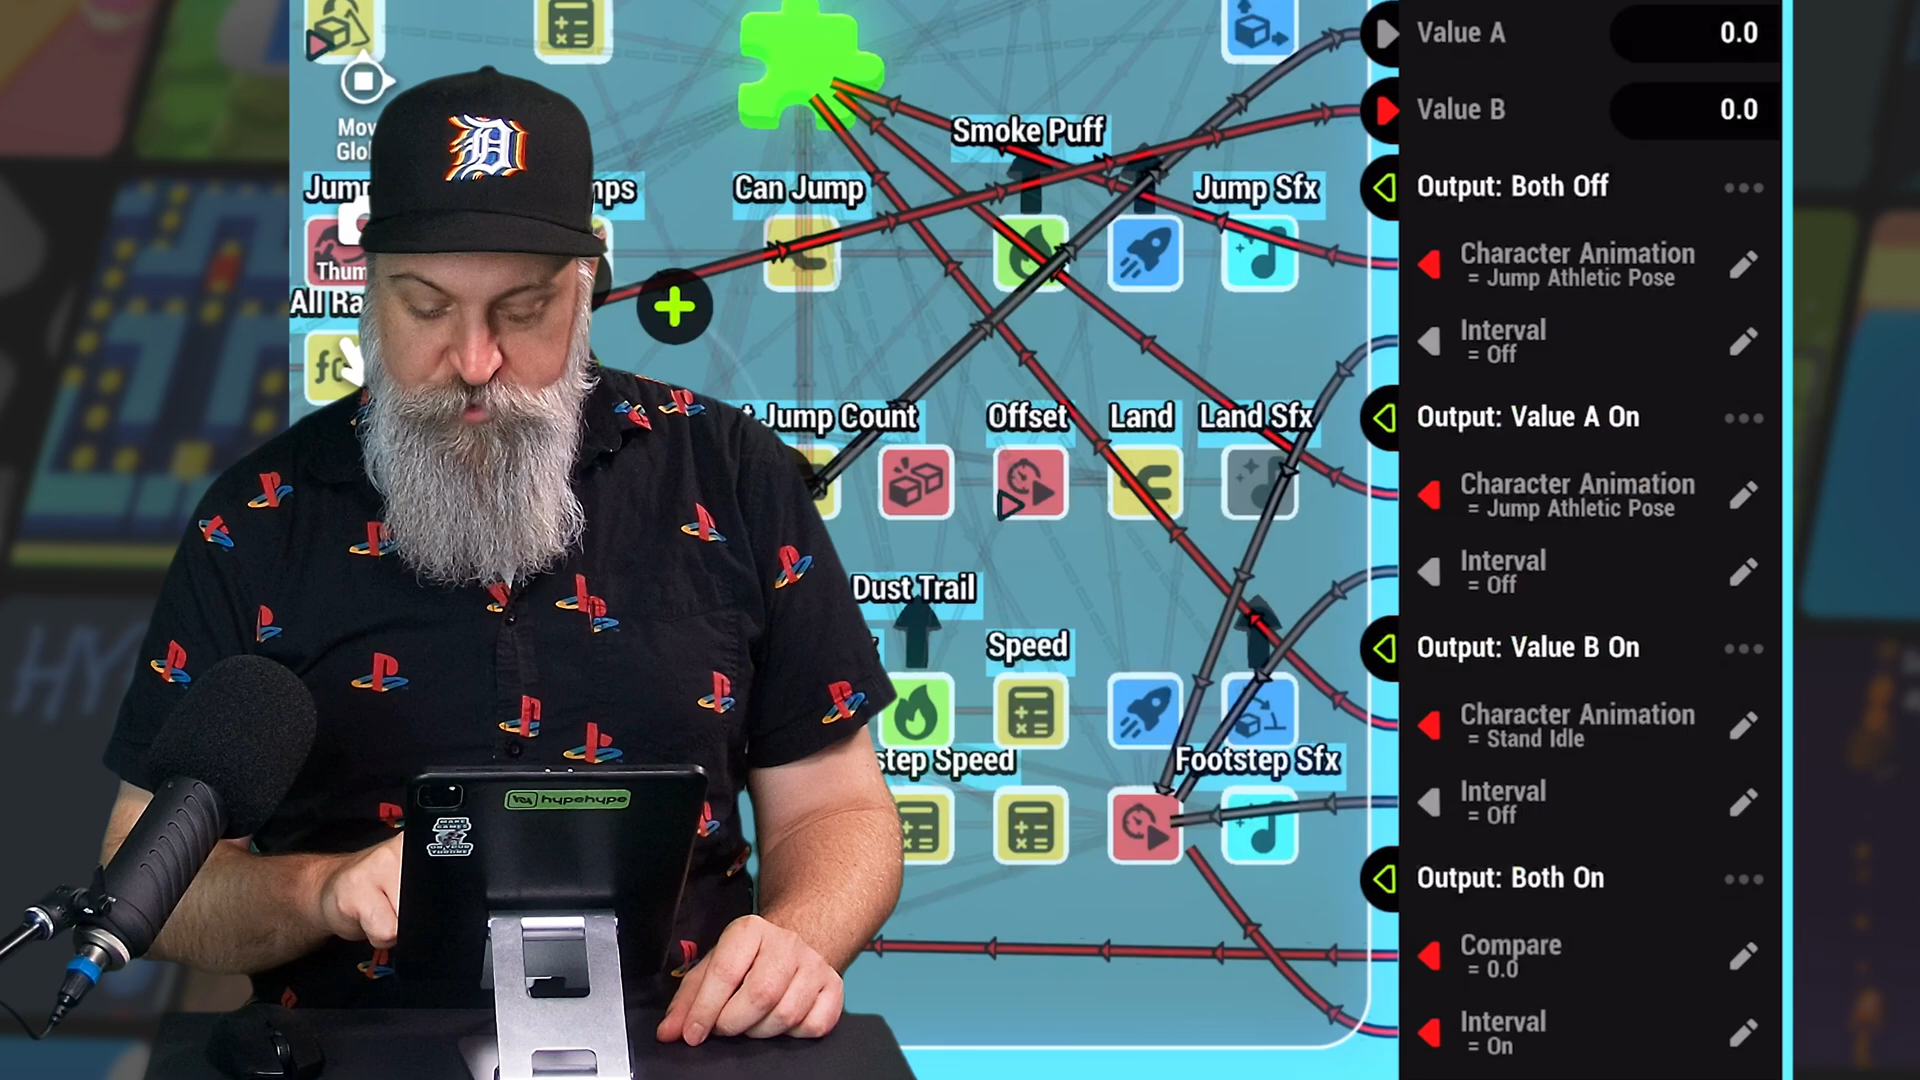 Value A 0.0
Value B 0.0
Output: Both Off
Character Animation
= Jump Athletic Pose
Interval
= Off
Output: Value A On
Character Animation
= Jump Athletic Pose
Interval
= Off
Output: Value B On
Character Animation
= Stand Idle
Interval
= Off
Output: Both On
Compare
= 0.0
Interval
= On
Smoke Puff
Can Jump
Jump Sfx
Jump Count
Offset
Land
Land Sfx
Dust Trail
Speed
Speed
Footstep Sfx
hypehype
D
HY